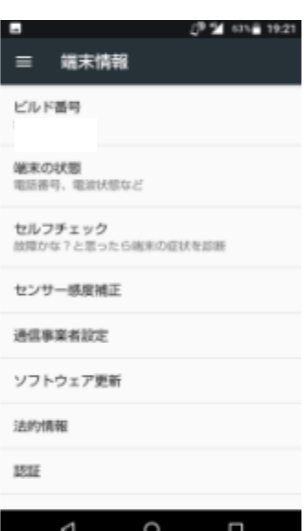 63% 19:21
端末情報
ビルド番号
端末の状態
電話番号、電波状態など
セルフチェック
故障かな？と思ったら端末の症状を診断
センサー感度補正
通信事業者設定
ソフトウェア更新
法的情報
認証